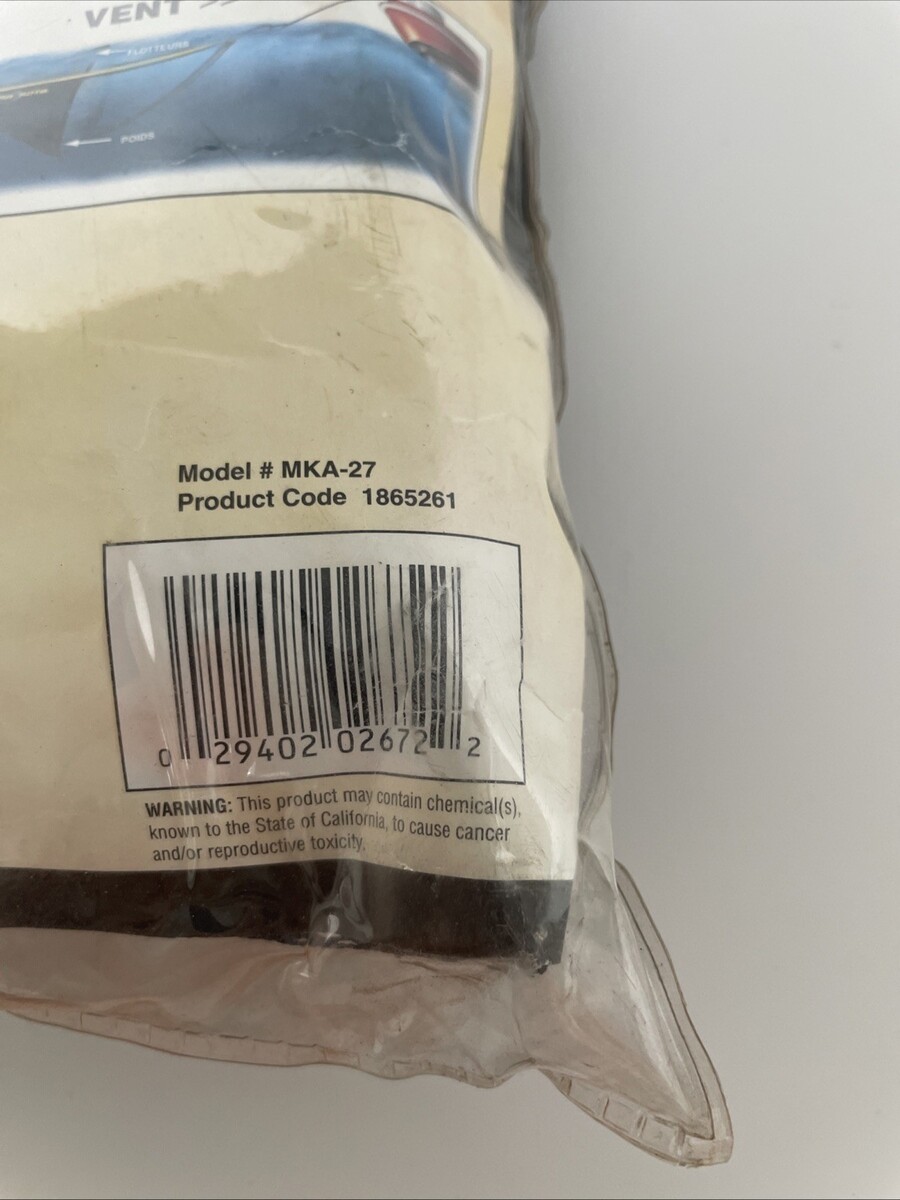 VENT >>
FLOTTEURS
POIDS
Model # MKA-27
Product Code 1865261
0 29402 02672 2
WARNING: This product may contain chemical(s),
known to the State of California, to cause cancer
and/or reproductive toxicity.